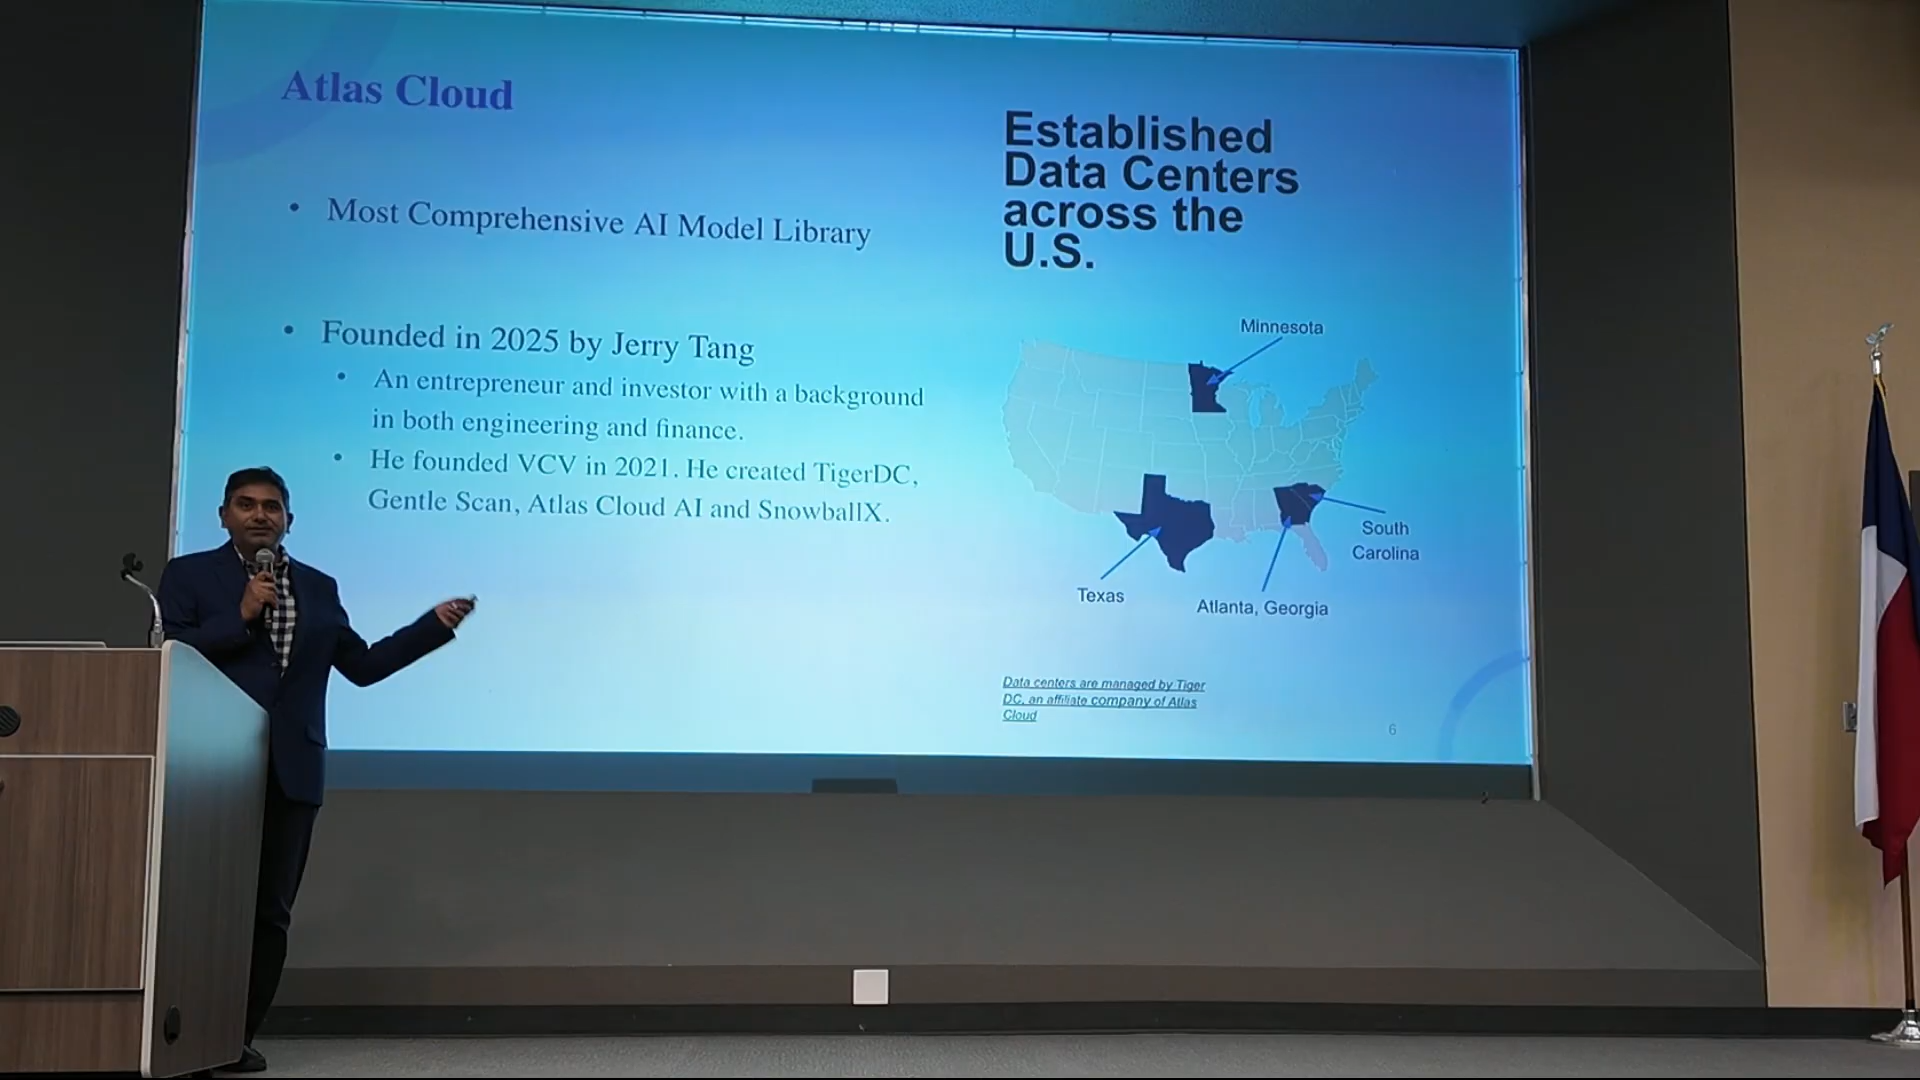 Atlas Cloud
• Most Comprehensive AI Model Library
• Founded in 2025 by Jerry Tang
• An entrepreneur and investor with a background
in both engineering and finance.
• He founded VCV in 2021. He created TigerDC,
Gentle Scan, Atlas Cloud AI and SnowballX.
Established
Data Centers
across the
U.S.
Minnesota
South
Carolina
Texas
Atlanta, Georgia
Data centers are managed by Tiger
DC, an affiliate company of Atlas
Cloud
6